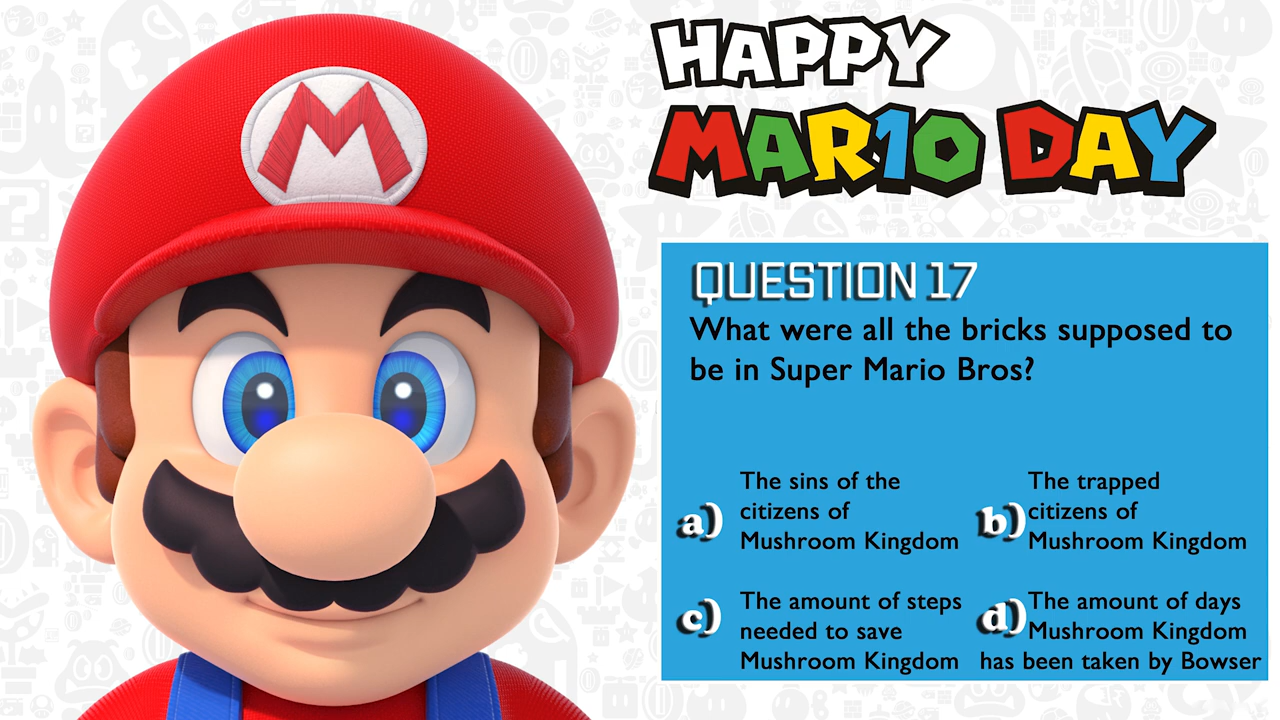 M
HAPPY
MAR10 DAY
QUESTION 17
What were all the bricks supposed to
be in Super Mario Bros?
a) The sins of the
citizens of
Mushroom Kingdom
b) The trapped
citizens of
Mushroom Kingdom
c) The amount of steps
needed to save
Mushroom Kingdom
d) The amount of days
Mushroom Kingdom
has been taken by Bowser